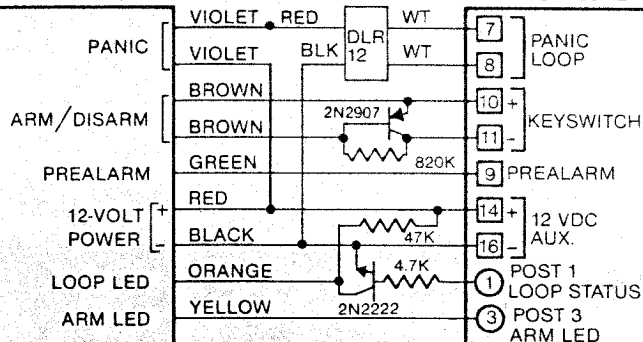 VIOLET RED WT
DLR
12
7
PANIC
BLK
WT
PANIC
LOOP
VIOLET
8
BROWN
2N2907
10 +
KEYSWITCH
ARM/DISARM
BROWN
11 -
820K
PREALARM
GREEN
9
PREALARM
RED
14 +
12-VOLT
POWER
+
-
12 VDC
AUX.
BLACK
47K
16 -
4.7K
LOOP LED
ORANGE
1
POST 1
LOOP STATUS
2N2222
ARM LED
YELLOW
3
POST 3
ARM LED